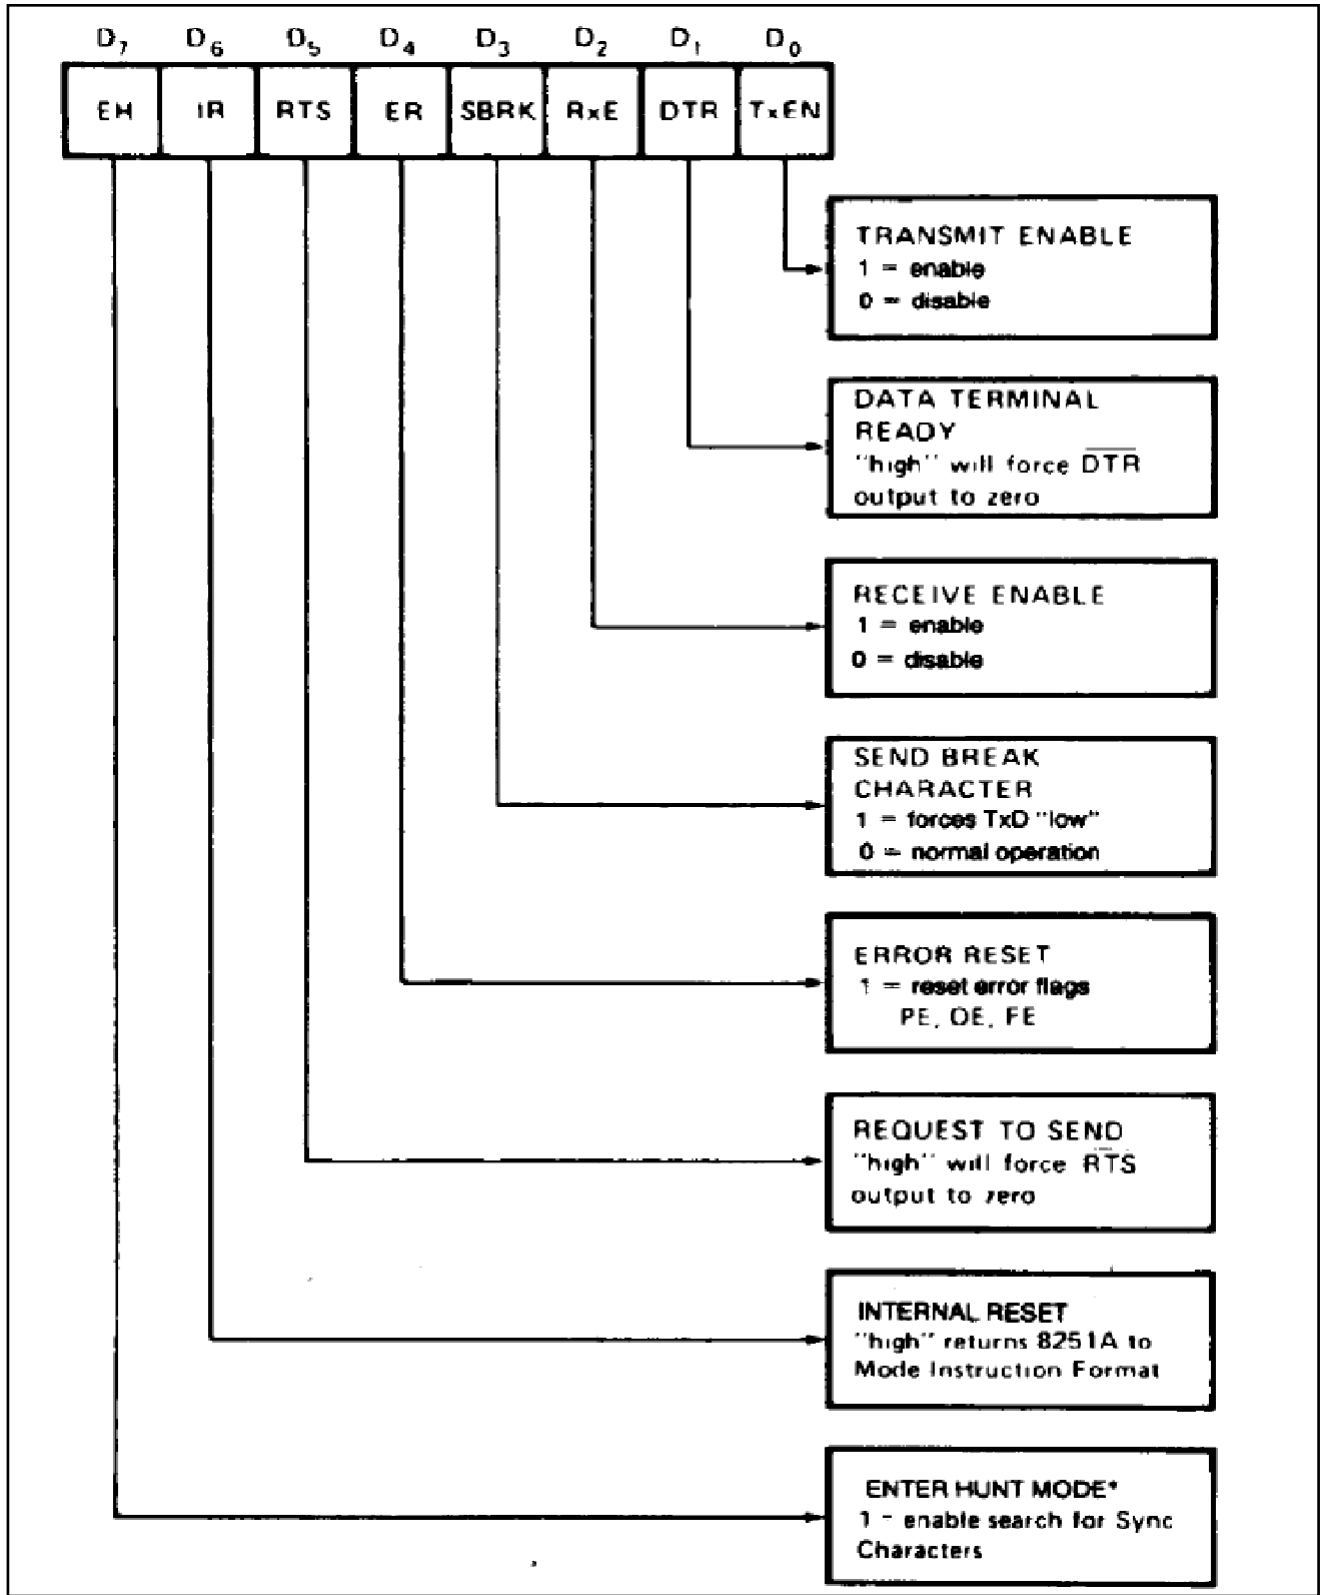 D7 D6 D5 D4 D3 D2 D1 D0
EH IR RTS ER SBRK RxE DTR TxEN
TRANSMIT ENABLE
1 = enable
0 = disable
DATA TERMINAL
READY
"high" will force D̅T̅R̅
output to zero
RECEIVE ENABLE
1 = enable
0 = disable
SEND BREAK
CHARACTER
1 = forces TxD "low"
0 = normal operation
ERROR RESET
1 = reset error flags
PE, OE, FE
REQUEST TO SEND
"high" will force R̅T̅S̅
output to zero
INTERNAL RESET
"high" returns 8251A to
Mode Instruction Format
ENTER HUNT MODE*
1 = enable search for Sync
Characters